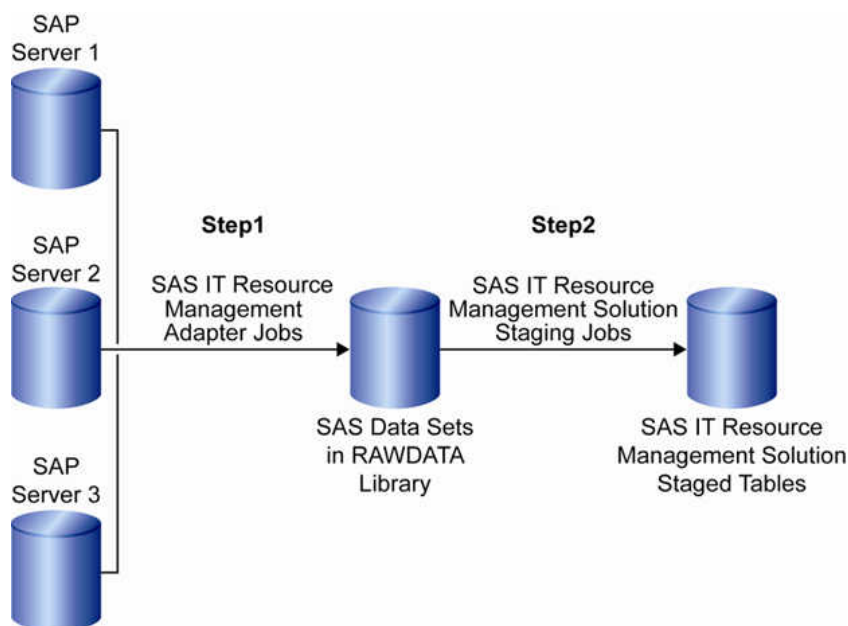 SAP
Server 1
Step1
Step2
SAP
Server 2
SAS IT Resource
Management
Adapter Jobs
SAS IT Resource
Management Solution
Staging Jobs
SAS Data Sets
in RAWDATA
Library
SAS IT Resource
Management Solution
Staged Tables
SAP
Server 3